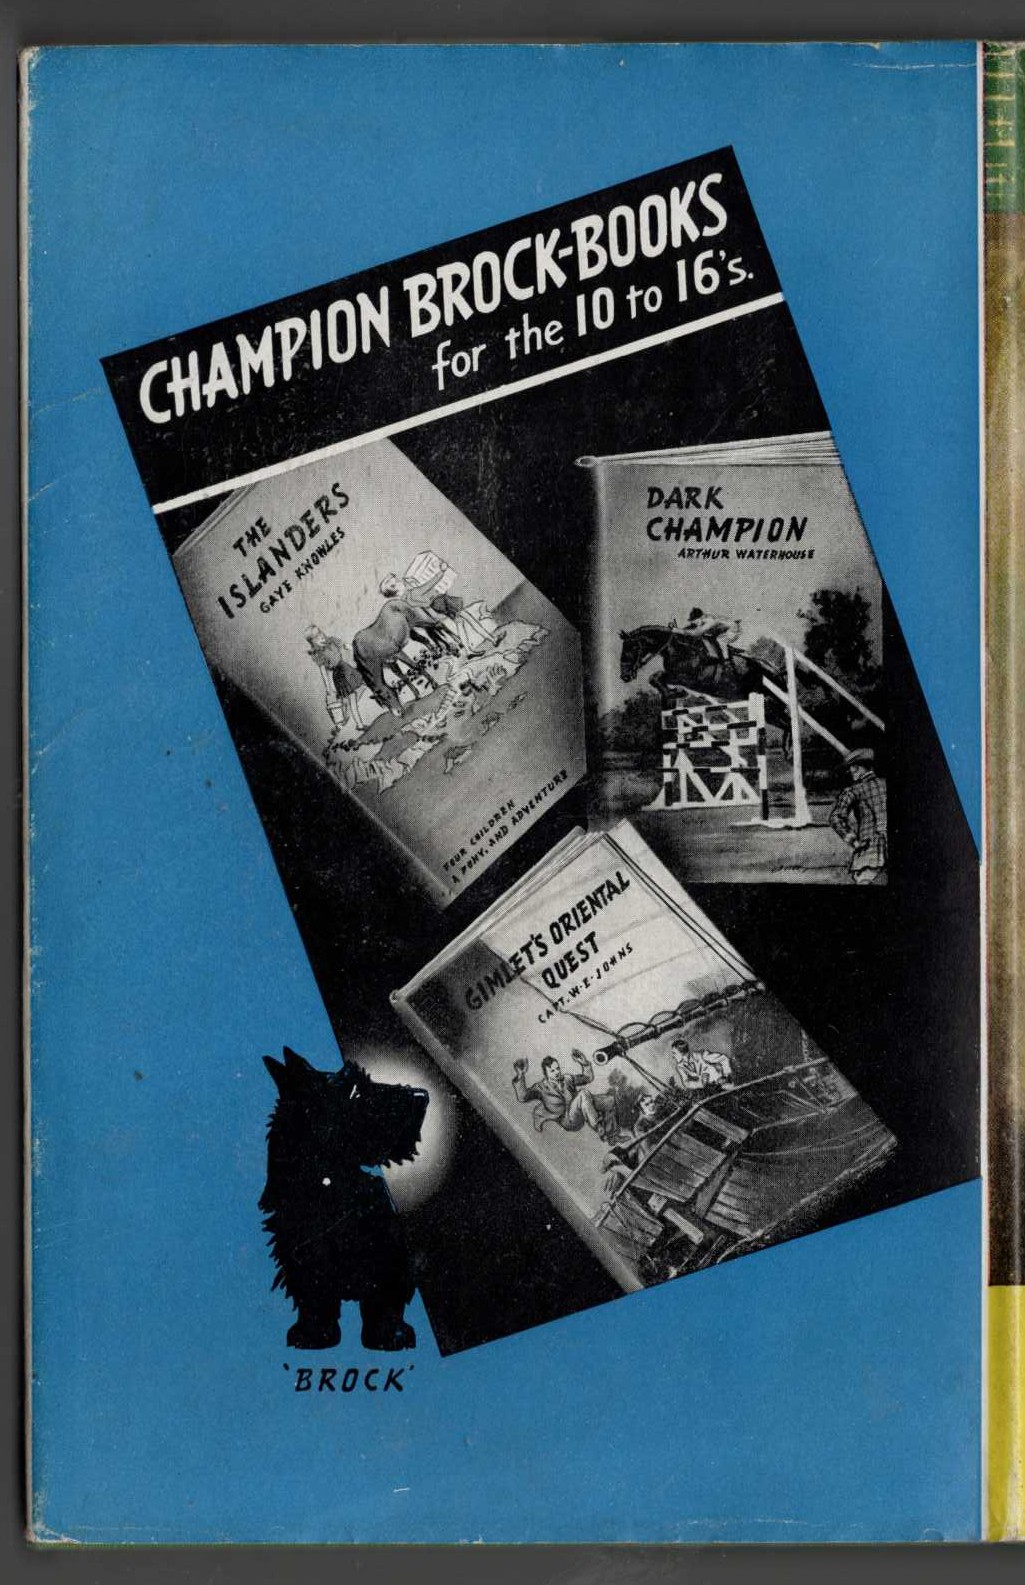 CHAMPION BROCK-BOOKS
for the 10 to 16's.
THE
ISLANDERS
GAYE KNOWLES
FOUR CHILDREN
A PONY, AND ADVENTURE
DARK
CHAMPION
ARTHUR WATERHOUSE
GIMLET'S ORIENTAL
QUEST
CAPT. W·E·JOHNS
'BROCK'